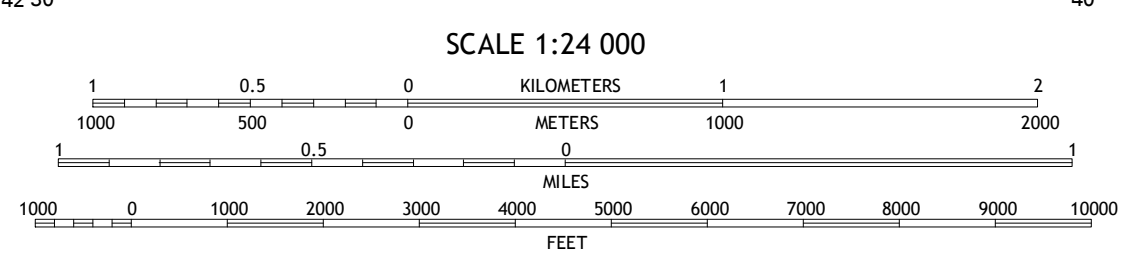 42'30"
40
SCALE 1:24 000
1 0.5 0 KILOMETERS 1 2
1000 500 0 METERS 1000 2000
1 0.5 0 1
MILES
1000 0 1000 2000 3000 4000 5000 6000 7000 8000 9000 10000
FEET